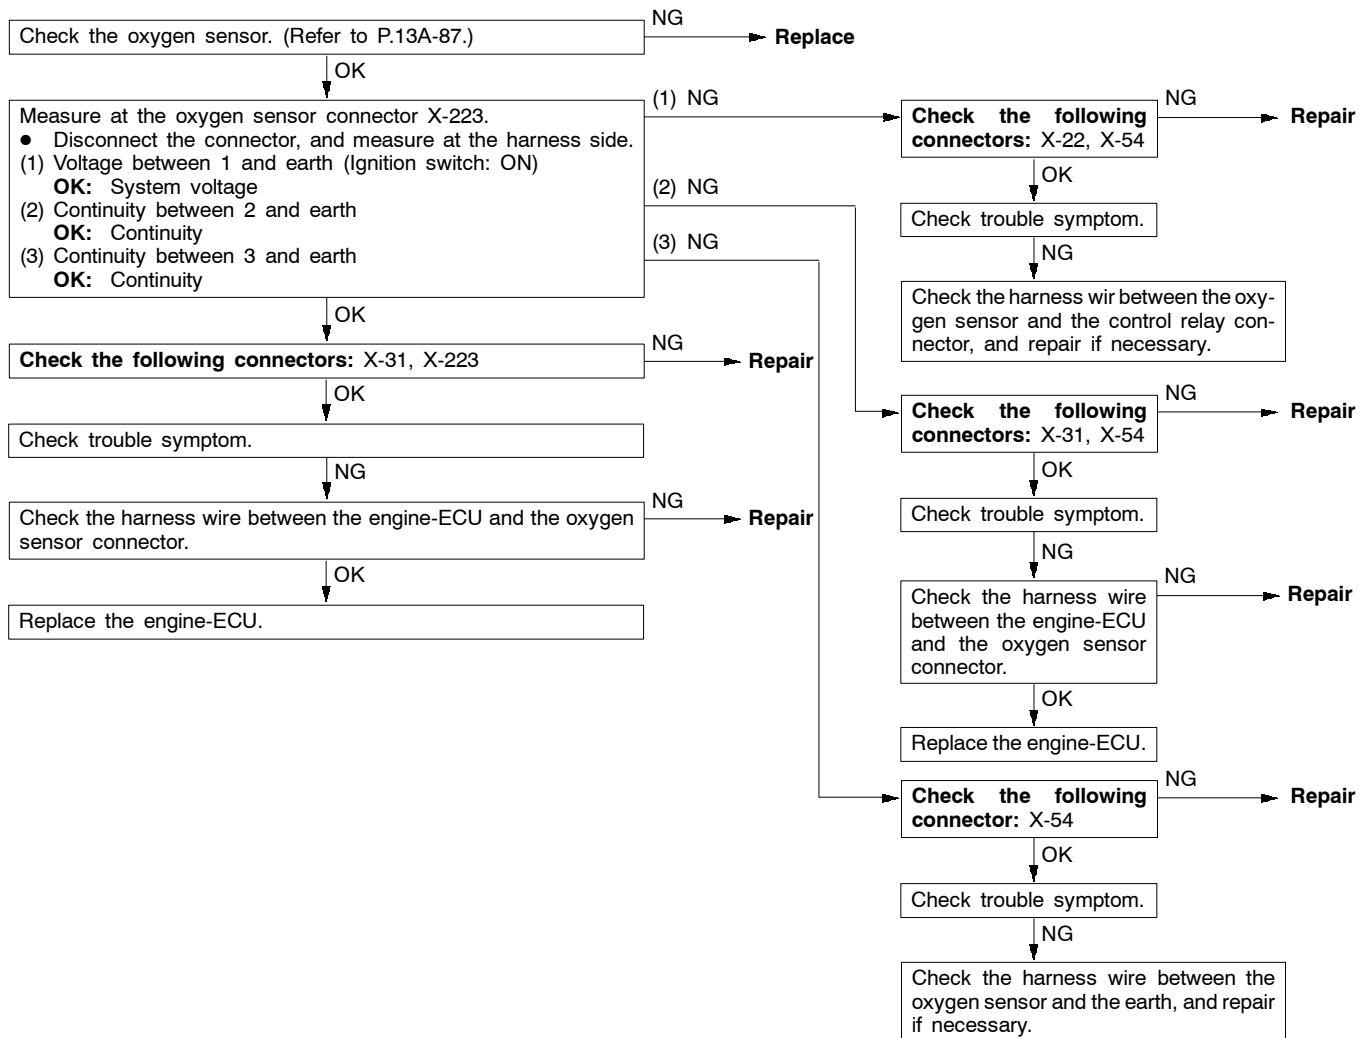 NG
Check the oxygen sensor. (Refer to P.13A-87.)
Replace
OK
Measure at the oxygen sensor connector X-223.
● Disconnect the connector, and measure at the harness side.
(1) Voltage between 1 and earth (Ignition switch: ON)
OK: System voltage
(2) Continuity between 2 and earth
OK: Continuity
(3) Continuity between 3 and earth
OK: Continuity
OK
Check the following connectors: X-31, X-223
NG
Repair
OK
Check trouble symptom.
NG
Check the harness wire between the engine-ECU and the oxygen
sensor connector.
NG
Repair
OK
Replace the engine-ECU.
(1) NG
Check the following
connectors: X-22, X-54
NG
Repair
OK
Check trouble symptom.
NG
Check the harness wir between the oxy-
gen sensor and the control relay con-
nector, and repair if necessary.
(2) NG
Check the following
connectors: X-31, X-54
NG
Repair
OK
Check trouble symptom.
NG
Check the harness wire
between the engine-ECU
and the oxygen sensor
connector.
NG
Repair
OK
Replace the engine-ECU.
(3) NG
Check the following
connector: X-54
NG
Repair
OK
Check trouble symptom.
NG
Check the harness wire between the
oxygen sensor and the earth, and repair
if necessary.